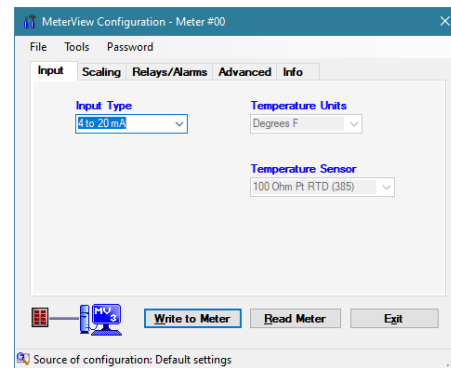 MeterView Configuration - Meter #00
File Tools Password
Input Scaling Relays/Alarms Advanced Info
Input Type
4 to 20 mA
Temperature Units
Degrees F
Temperature Sensor
100 Ohm Pt RTD (385)
MV
3
Write to Meter Read Meter Exit
Source of configuration: Default settings